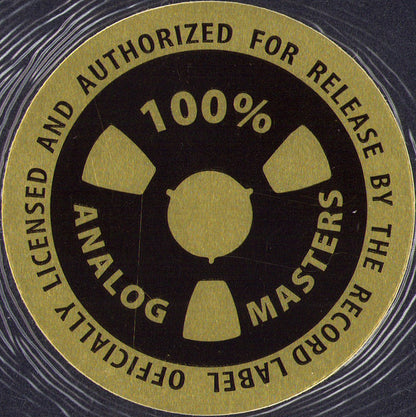 100%
ANALOG
MASTERS
OFFICIALLY LICENSED AND AUTHORIZED FOR RELEASE BY THE RECORD LABEL